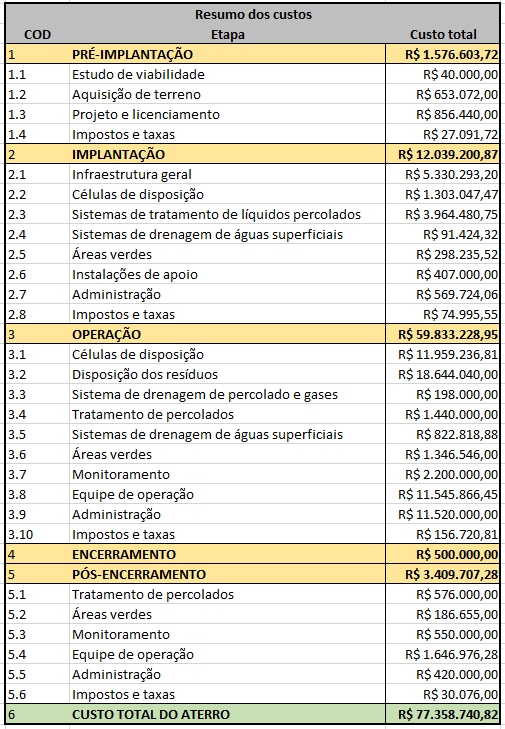 Resumo dos custos
COD Etapa Custo total
1 PRÉ-IMPLANTAÇÃO R$ 1.576.603,72
1.1 Estudo de viabilidade R$ 40.000,00
1.2 Aquisição de terreno R$ 653.072,00
1.3 Projeto e licenciamento R$ 856.440,00
1.4 Impostos e taxas R$ 27.091,72
2 IMPLANTAÇÃO R$ 12.039.200,87
2.1 Infraestrutura geral R$ 5.330.293,20
2.2 Células de disposição R$ 1.303.047,47
2.3 Sistemas de tratamento de líquidos percolados R$ 3.964.480,75
2.4 Sistemas de drenagem de águas superficiais R$ 91.424,32
2.5 Áreas verdes R$ 298.235,52
2.6 Instalações de apoio R$ 407.000,00
2.7 Administração R$ 569.724,06
2.8 Impostos e taxas R$ 74.995,55
3 OPERAÇÃO R$ 59.833.228,95
3.1 Células de disposição R$ 11.959.236,81
3.2 Disposição dos resíduos R$ 18.644.040,00
3.3 Sistema de drenagem de percolado e gases R$ 198.000,00
3.4 Tratamento de percolados R$ 1.440.000,00
3.5 Sistemas de drenagem de águas superficiais R$ 822.818,88
3.6 Áreas verdes R$ 1.346.546,00
3.7 Monitoramento R$ 2.200.000,00
3.8 Equipe de operação R$ 11.545.866,45
3.9 Administração R$ 11.520.000,00
3.10 Impostos e taxas R$ 156.720,81
4 ENCERRAMENTO R$ 500.000,00
5 PÓS-ENCERRAMENTO R$ 3.409.707,28
5.1 Tratamento de percolados R$ 576.000,00
5.2 Áreas verdes R$ 186.655,00
5.3 Monitoramento R$ 550.000,00
5.4 Equipe de operação R$ 1.646.976,28
5.5 Administração R$ 420.000,00
5.6 Impostos e taxas R$ 30.076,00
6 CUSTO TOTAL DO ATERRO R$ 77.358.740,82